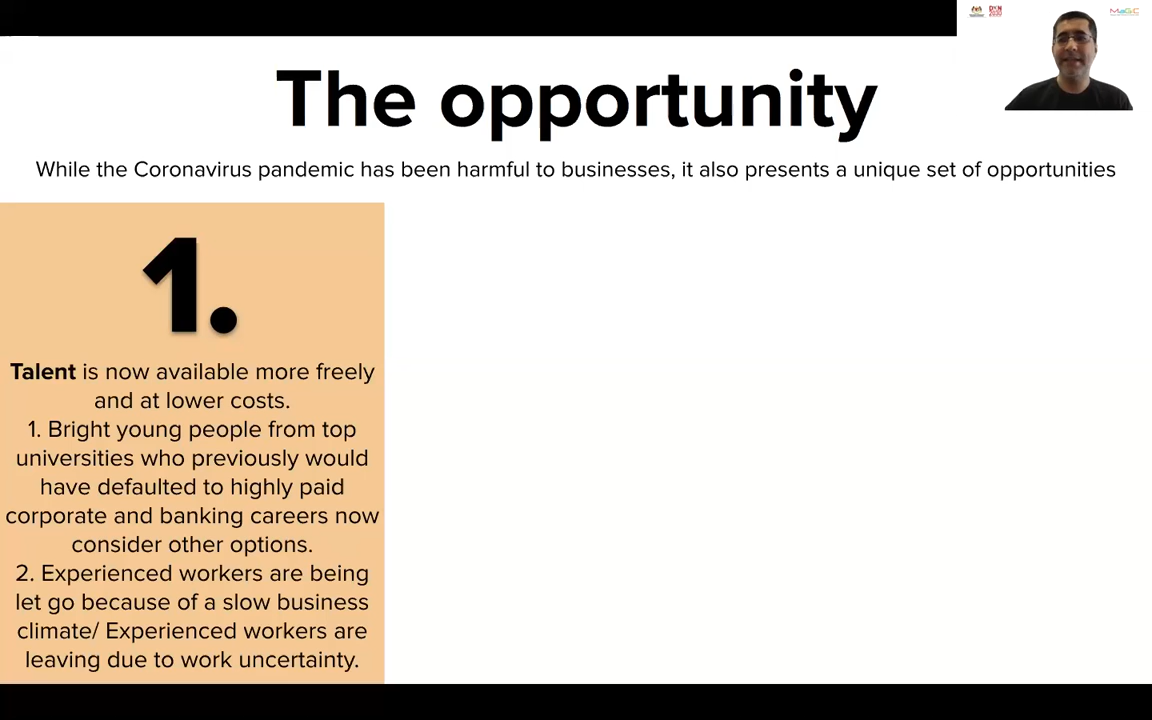 The opportunity
While the Coronavirus pandemic has been harmful to businesses, it also presents a unique set of opportunities
1.
Talent is now available more freely
and at lower costs.
1. Bright young people from top
universities who previously would
have defaulted to highly paid
corporate and banking careers now
consider other options.
2. Experienced workers are being
let go because of a slow business
climate/ Experienced workers are
leaving due to work uncertainty.
MaGIC